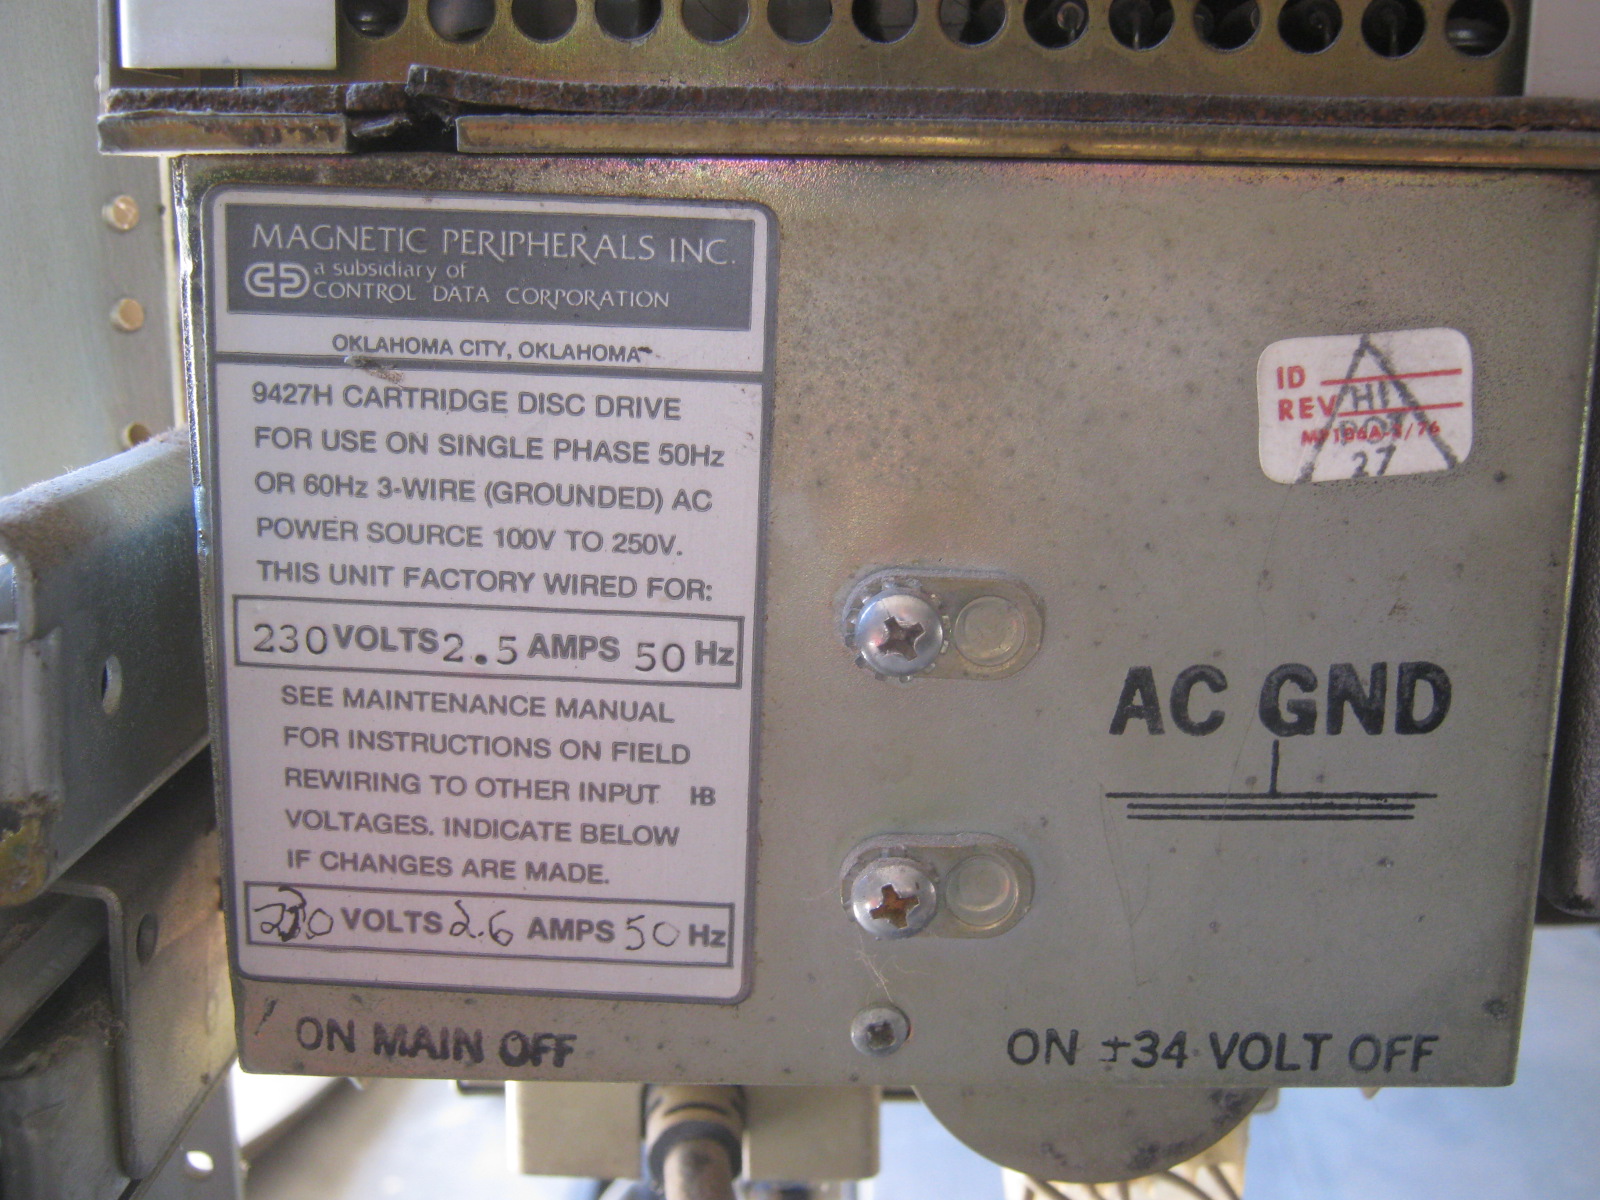 MAGNETIC PERIPHERALS INC.
a subsidiary of
CONTROL DATA CORPORATION
OKLAHOMA CITY, OKLAHOMA
9427H CARTRIDGE DISC DRIVE
FOR USE ON SINGLE PHASE 50Hz
OR 60Hz 3-WIRE (GROUNDED) AC
POWER SOURCE 100V TO 250V.
THIS UNIT FACTORY WIRED FOR:
230 VOLTS 2.5 AMPS 50 Hz
SEE MAINTENANCE MANUAL
FOR INSTRUCTIONS ON FIELD
REWIRING TO OTHER INPUT HB
VOLTAGES. INDICATE BELOW
IF CHANGES ARE MADE.
230 VOLTS 2.6 AMPS 50 Hz
ON MAIN OFF
ID
REV HI
27
AC GND
ON ±34 VOLT OFF